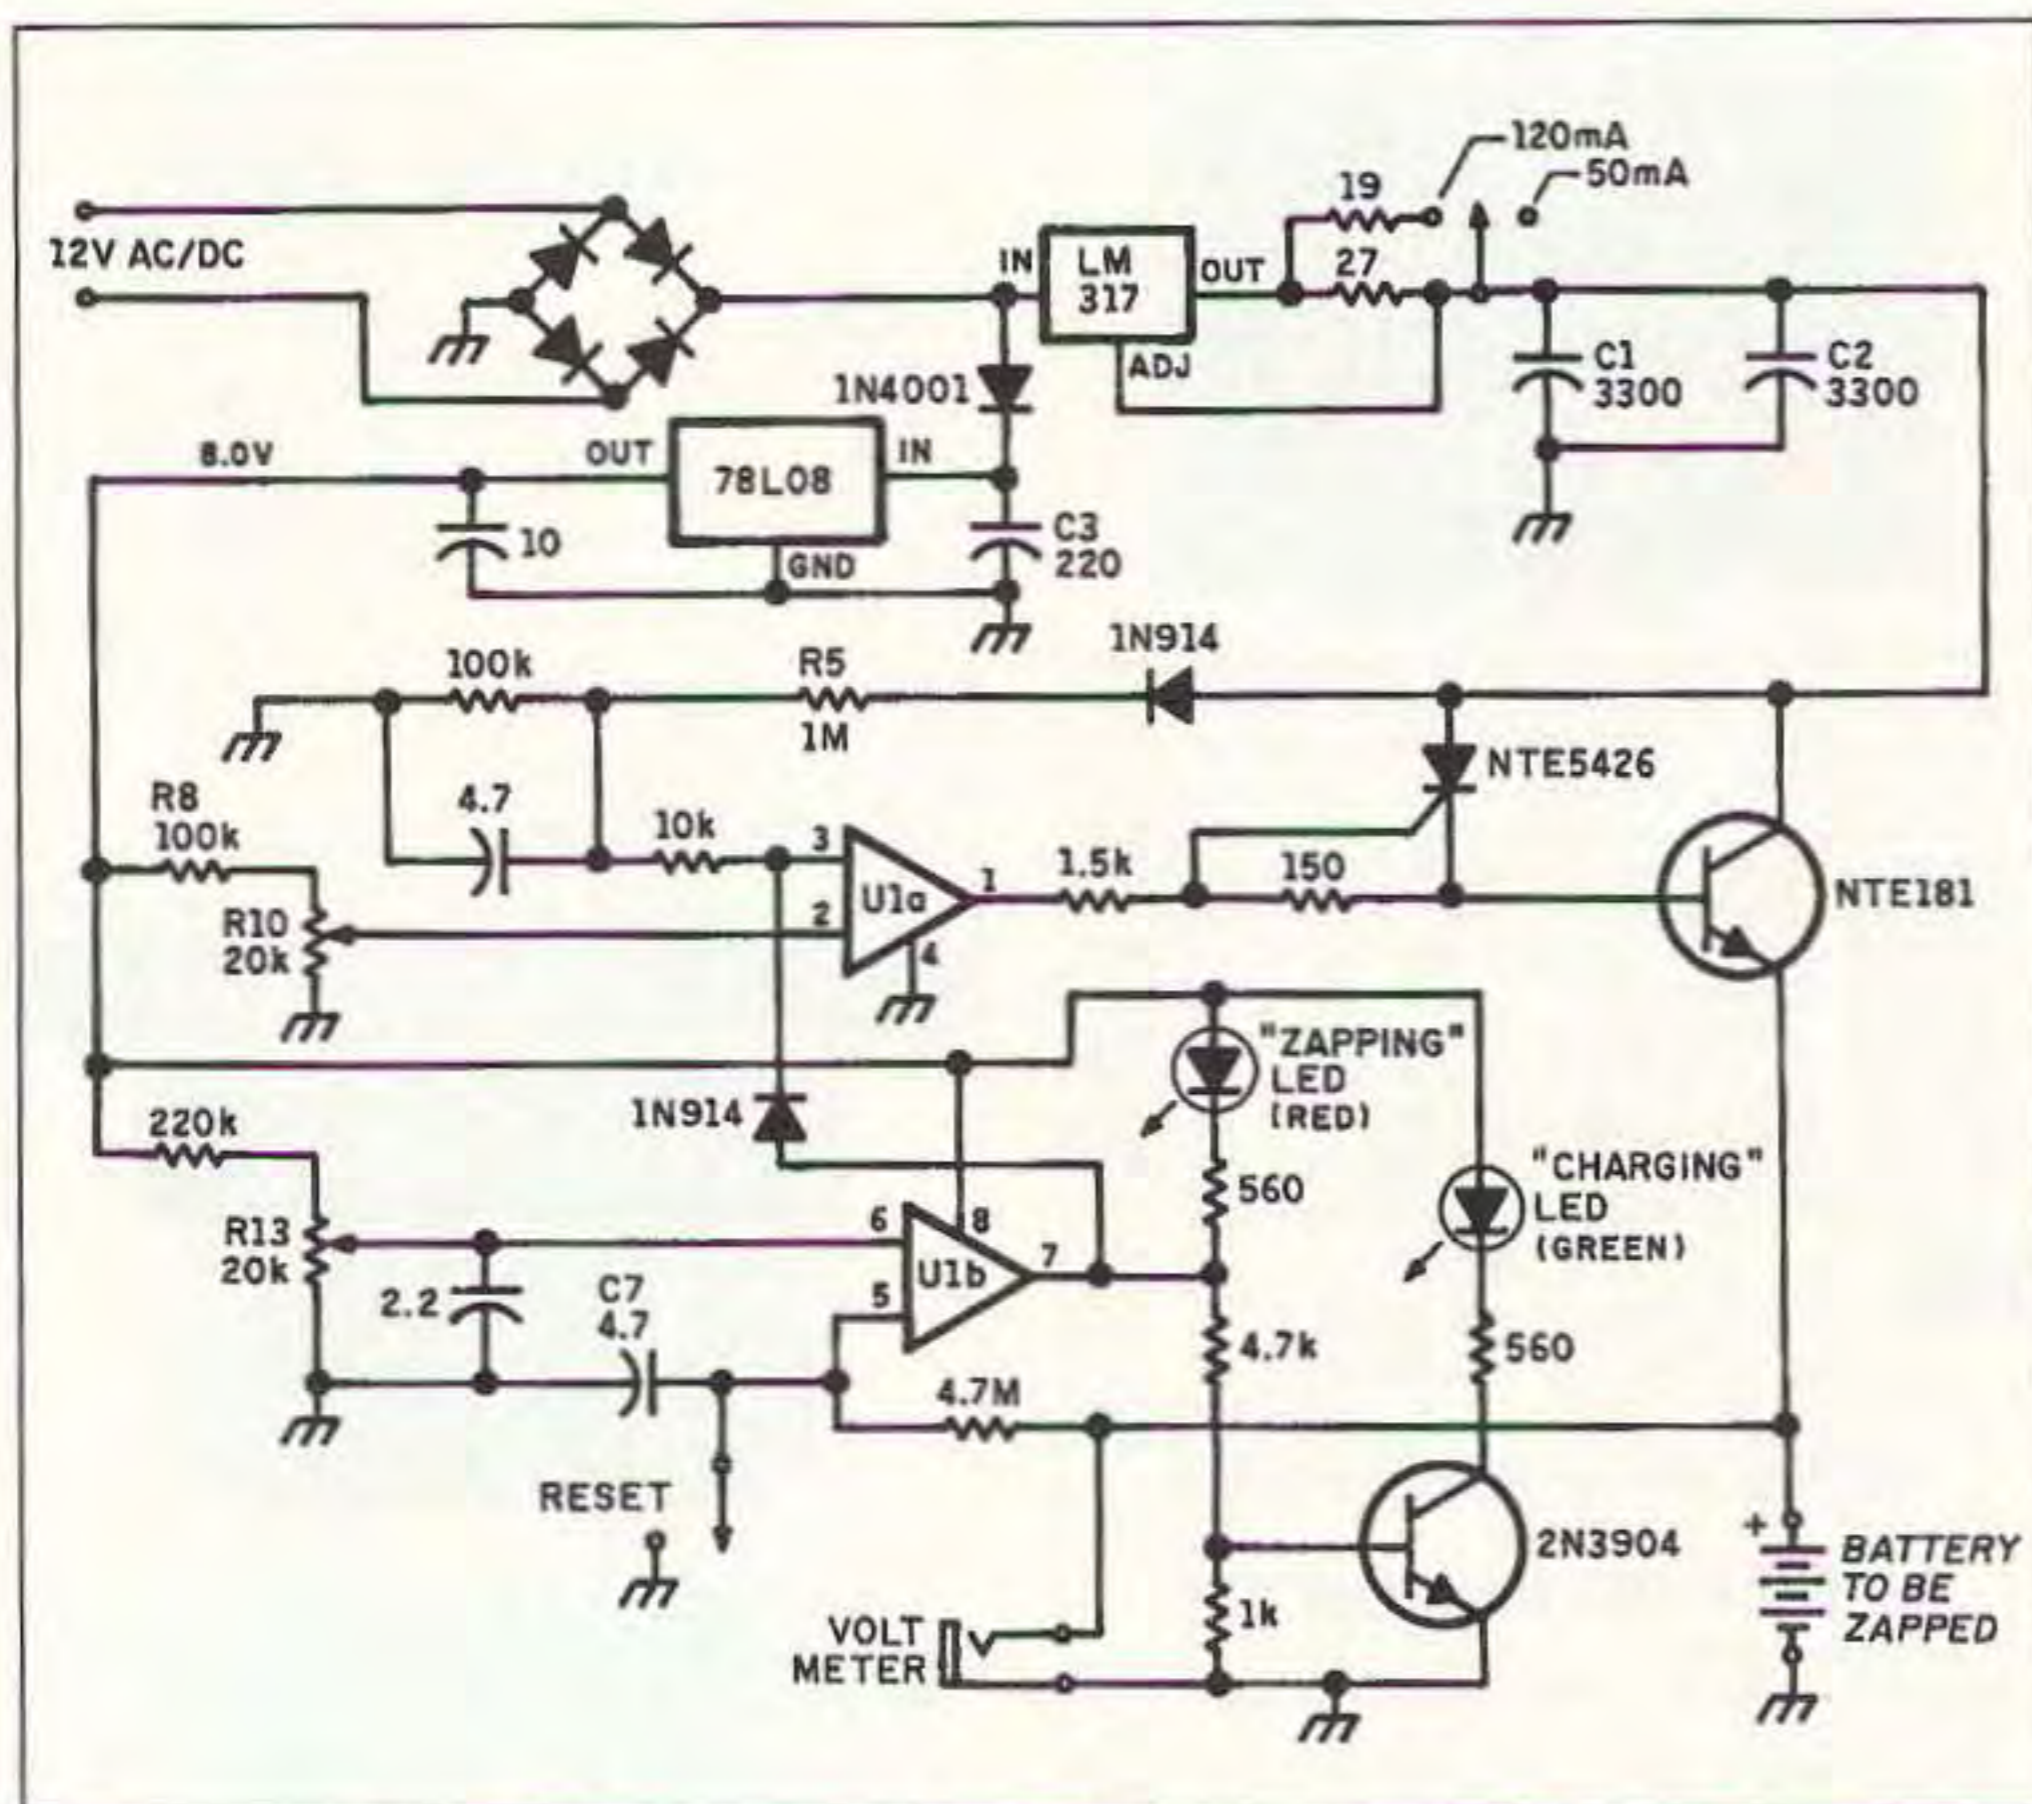 120mA
50mA
19
12V AC/DC
IN
LM
317
OUT
27
ADJ
C1
3300
C2
3300
1N4001
8.0V
OUT
78L08
IN
10
GND
C3
220
1N914
100k
R5
1M
NTE5426
R8
100k
4.7
10k
3
1.5k
150
U1a
1
NTE181
R10
20k
2
4
"ZAPPING"
LED
(RED)
1N914
220k
560
"CHARGING"
LED
(GREEN)
R13
20k
6
8
7
U1b
5
2.2
C7
4.7
4.7k
560
4.7M
RESET
2N3904
+
BATTERY
TO BE
ZAPPED
1k
VOLT
METER